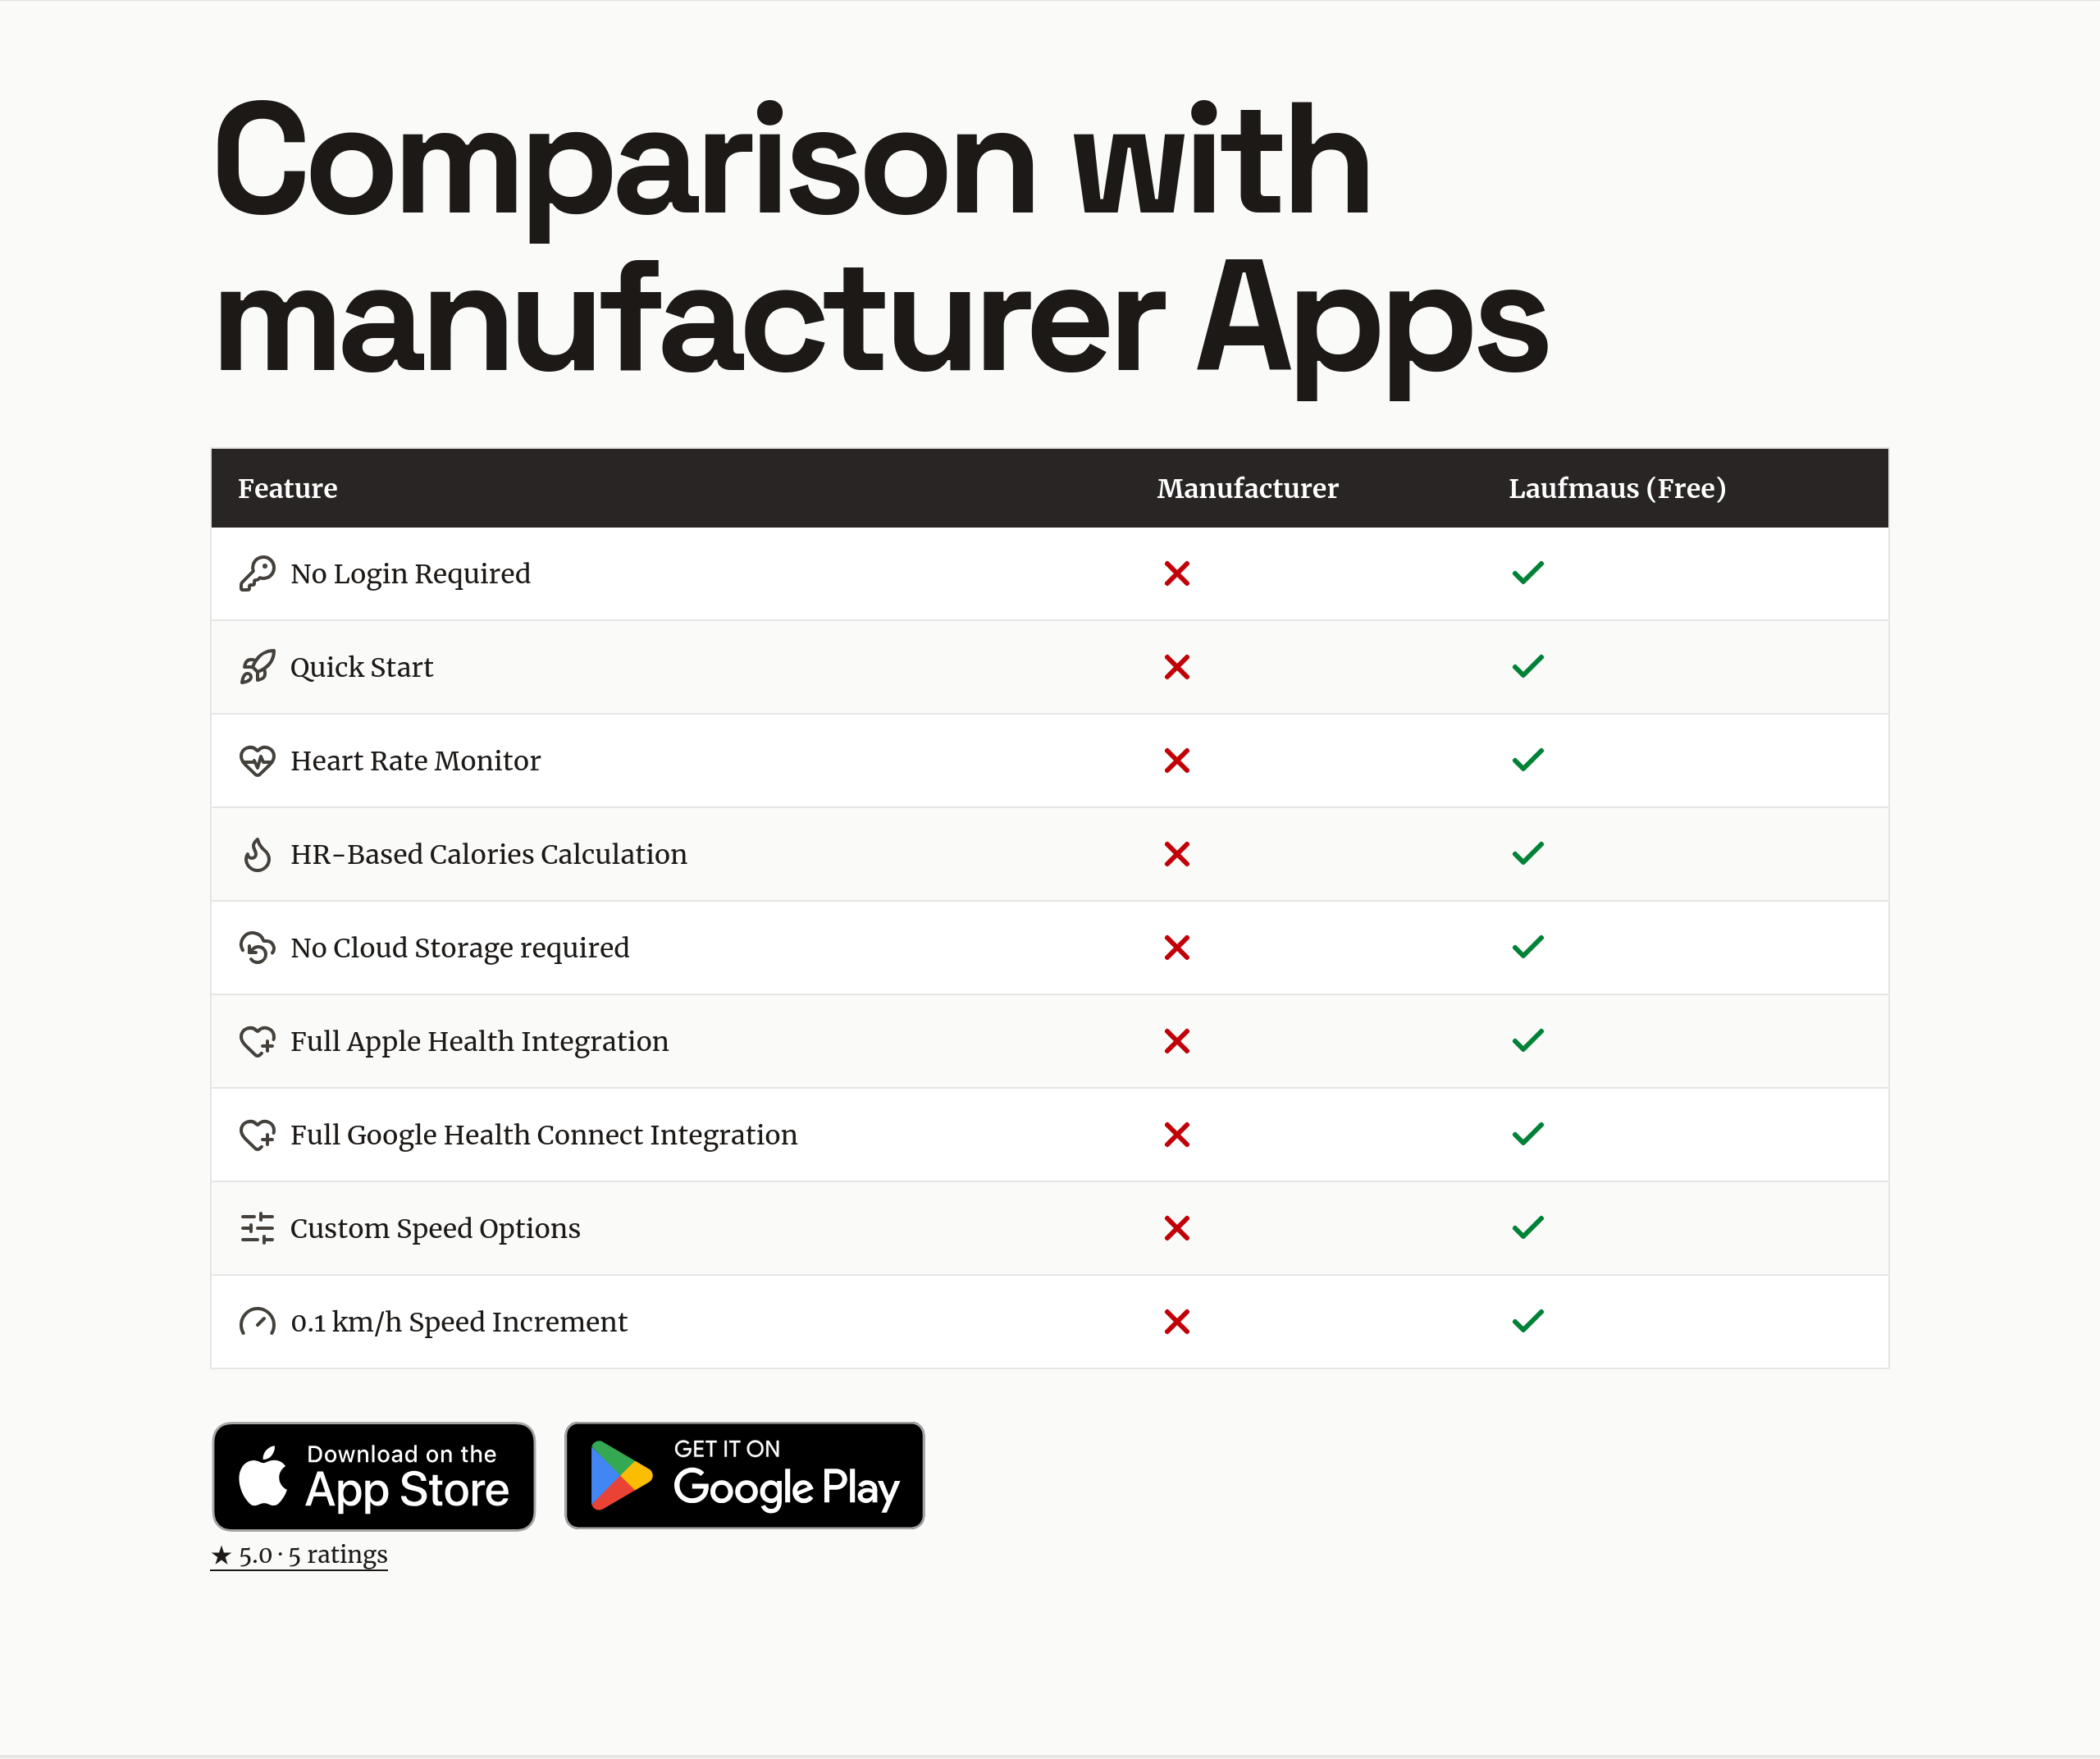 Comparison with
manufacturer Apps
Feature Manufacturer Laufmaus (Free)
No Login Required
Quick Start
Heart Rate Monitor
HR-Based Calories Calculation
No Cloud Storage required
Full Apple Health Integration
Full Google Health Connect Integration
Custom Speed Options
0.1 km/h Speed Increment
Download on the
App Store
GET IT ON
Google Play
★ 5.0 · 5 ratings